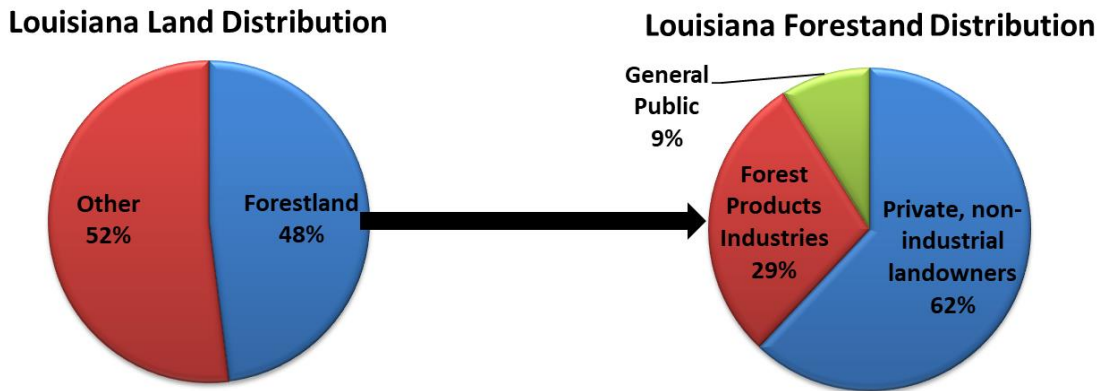 Louisiana Land Distribution
Other
52%
Forestland
48%
Louisiana Forestand Distribution
General
Public
9%
Forest
Products
Industries
29%
Private, non-
industrial
landowners
62%